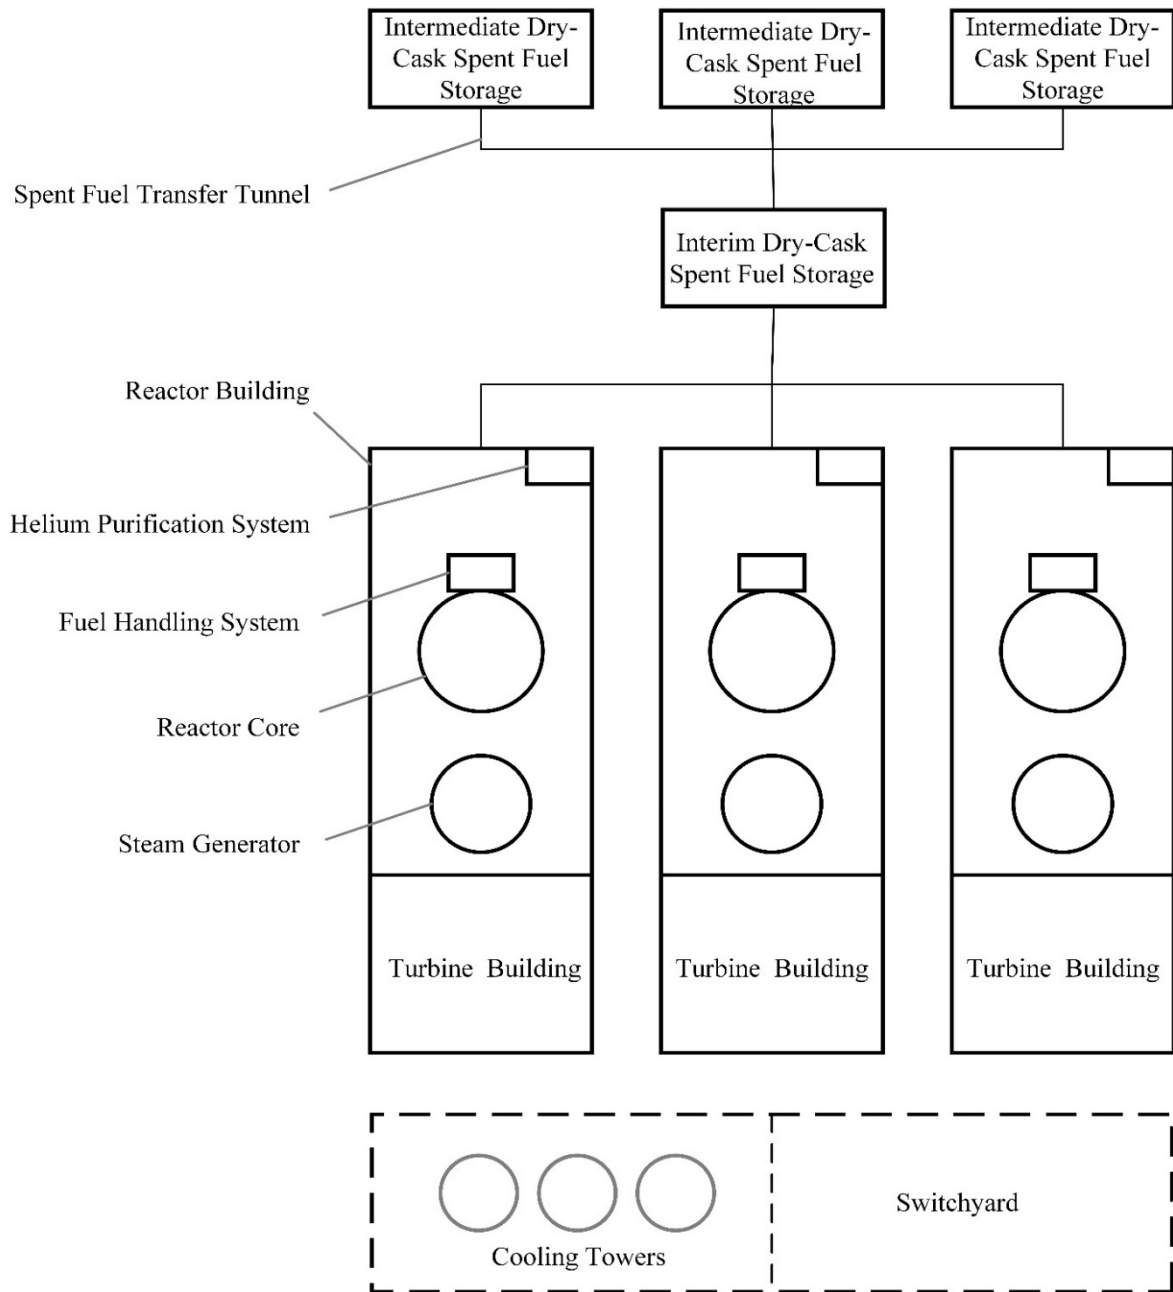 Intermediate Dry-
Cask Spent Fuel
Storage
Intermediate Dry-
Cask Spent Fuel
Storage
Intermediate Dry-
Cask Spent Fuel
Storage
Spent Fuel Transfer Tunnel
Interim Dry-Cask
Spent Fuel Storage
Reactor Building
Helium Purification System
Fuel Handling System
Reactor Core
Steam Generator
Turbine Building
Turbine Building
Turbine Building
Cooling Towers
Switchyard